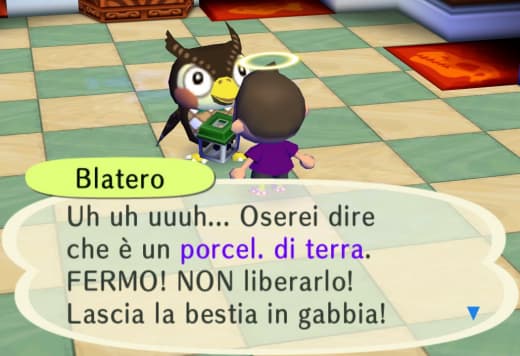 Blatero
Uh uh uuuh... Oserei dire
che è un porcel. di terra.
FERMO! NON liberarlo!
Lascia la bestia in gabbia!